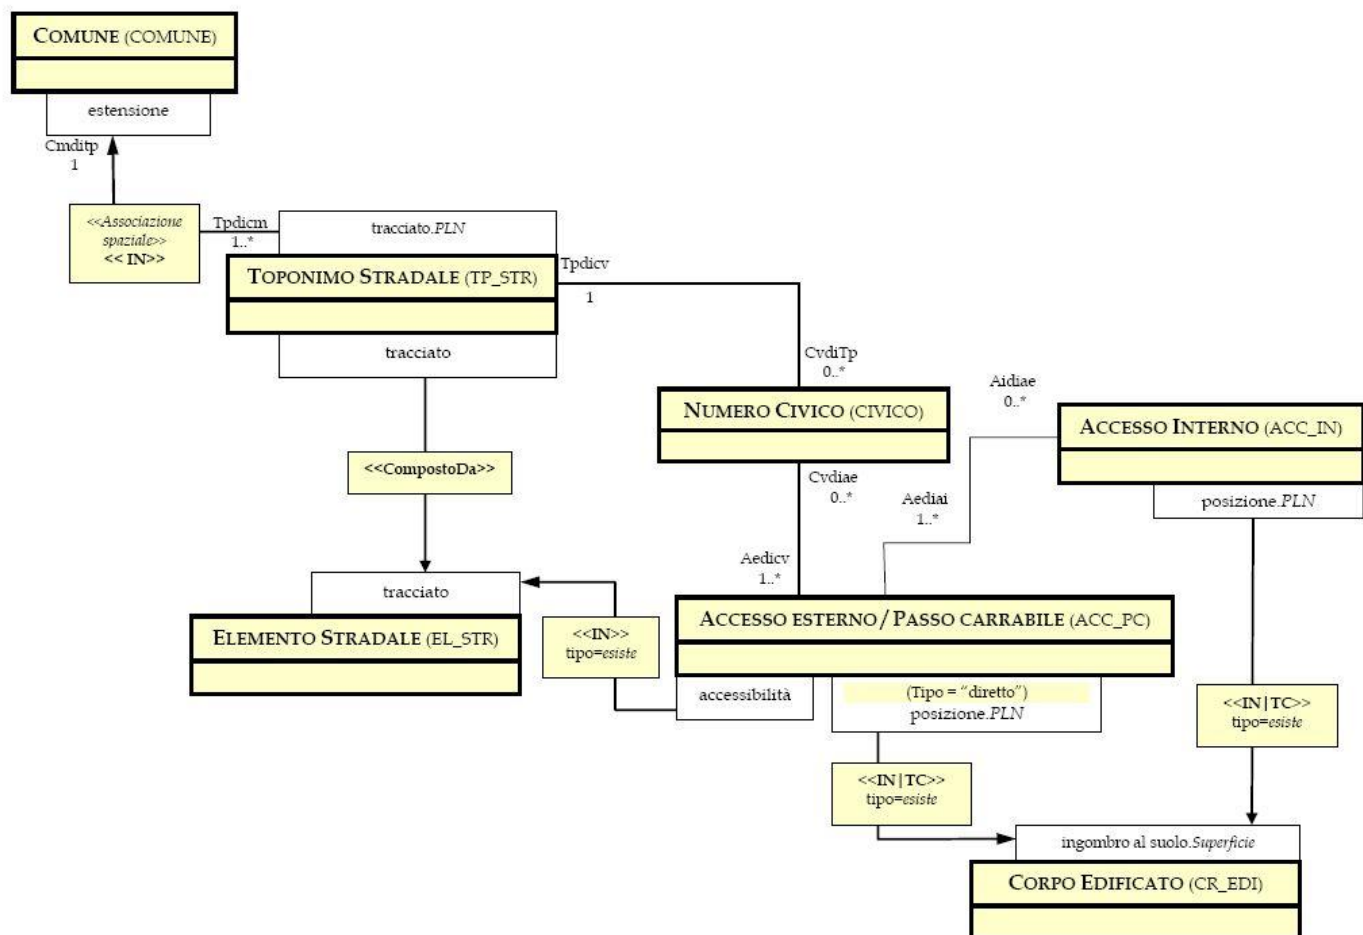 COMUNE (COMUNE)
estensione
Cmditp
1
<<Associazione
spaziale>>
<< IN>>
Tpdicm
1..*
tracciato.PLN
TOPONIMO STRADALE (TP_STR)
tracciato
Tpdicv
1
CvdiTp
0..*
NUMERO CIVICO (CIVICO)
Cvdiae
0..*
Aidiae
0..*
ACCESSO INTERNO (ACC_IN)
posizione.PLN
Aediai
1..*
<<CompostoDa>>
Aedicv
1..*
tracciato
ELEMENTO STRADALE (EL_STR)
<<IN>>
tipo=esiste
ACCESSO ESTERNO/PASSO CARRABILE (ACC_PC)
accessibilità
(Tipo = “diretto”)
posizione.PLN
<<IN|TC>>
tipo=esiste
<<IN|TC>>
tipo=esiste
ingombro al suolo.Superficie
CORPO EDIFICATO (CR_EDI)